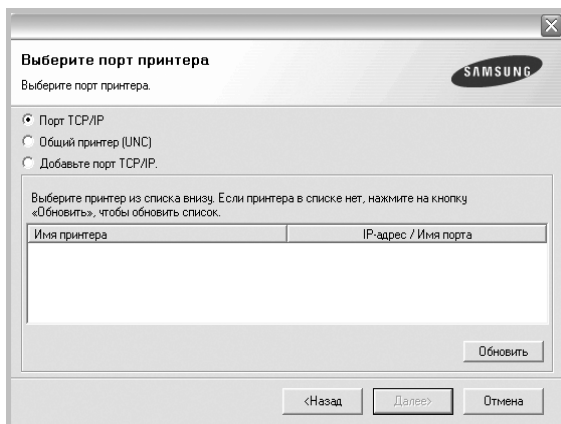 Выберите порт принтера
Выберите порт принтера.
SAMSUNG
Порт TCP/IP
Общий принтер (UNC)
Добавьте порт TCP/IP.
Выберите принтер из списка внизу. Если принтера в списке нет, нажмите на кнопку
«Обновить», чтобы обновить список.
Имя принтера IP-адрес / Имя порта
Обновить
<Назад Далее> Отмена